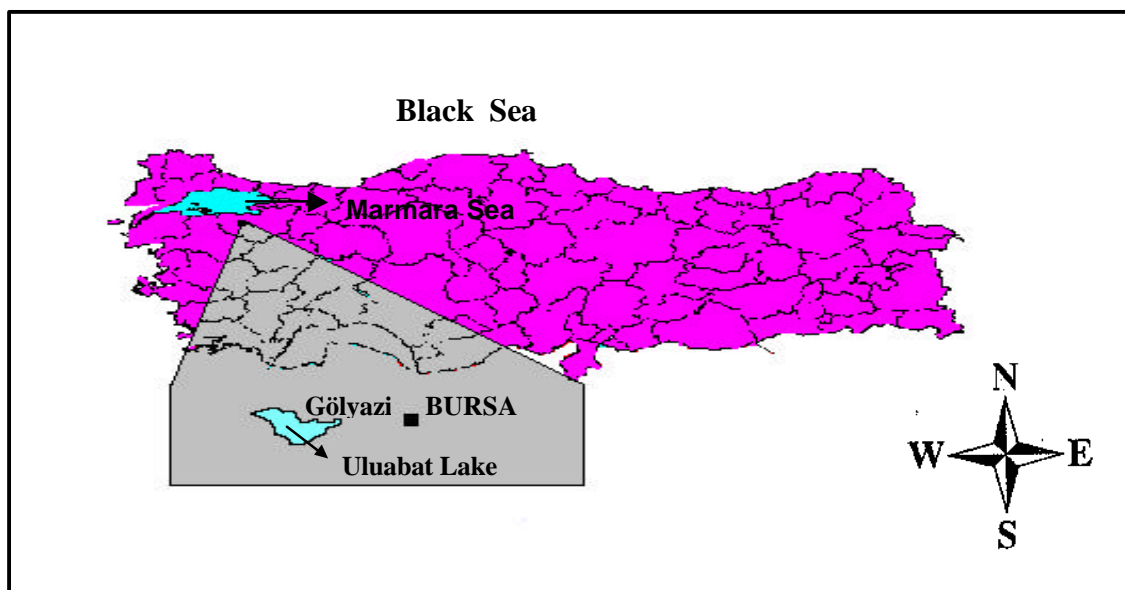 Black Sea
Marmara Sea
Gölyazi BURSA
Uluabat Lake
N
W E
S